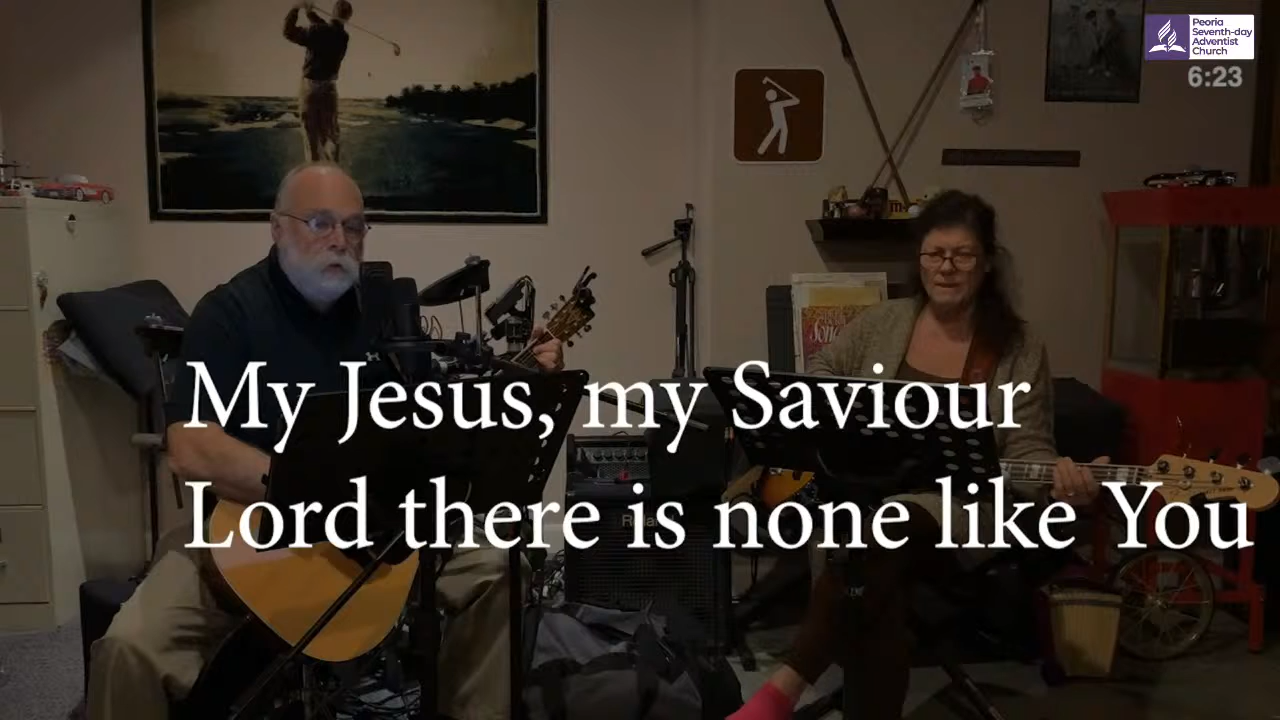 Peoria
Seventh-day
Adventist
Church
6:23
My Jesus, my Saviour
Lord there is none like You